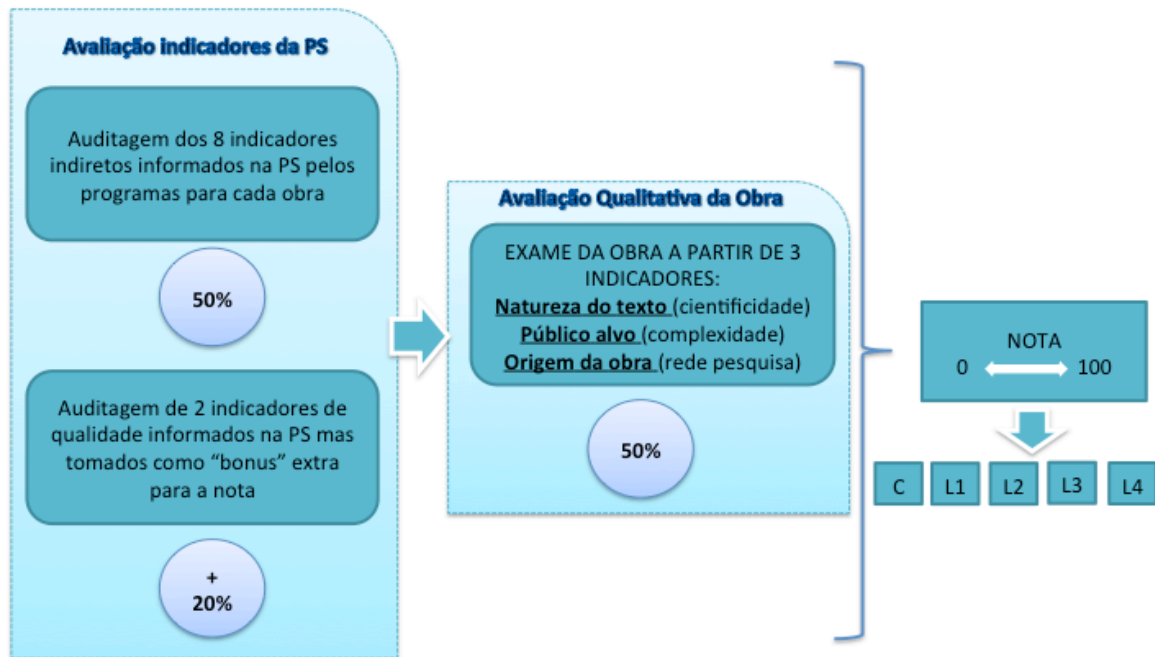 Avaliação indicadores da PS
Auditagem dos 8 indicadores
indiretos informados na PS pelos
programas para cada obra
50%
Auditagem de 2 indicadores de
qualidade informados na PS mas
tomados como “bonus” extra
para a nota
+
20%
Avaliação Qualitativa da Obra
EXAME DA OBRA A PARTIR DE 3
INDICADORES:
Natureza do texto (cientificidade)
Público alvo (complexidade)
Origem da obra (rede pesquisa)
50%
NOTA
0 100
C L1 L2 L3 L4